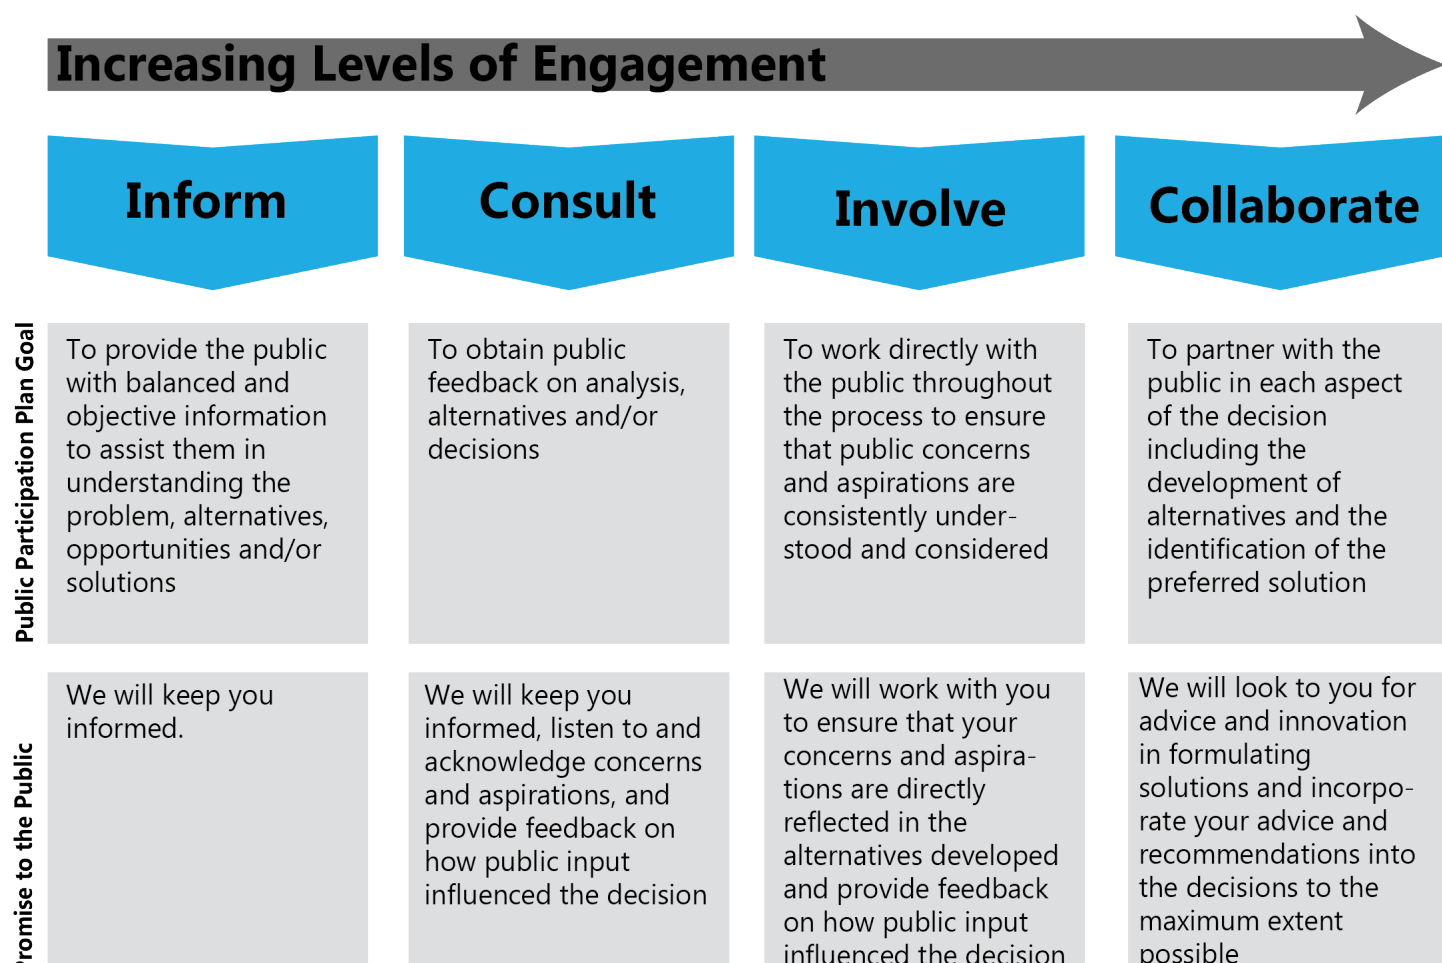 Increasing Levels of Engagement
Inform
Consult
Involve
Collaborate
Public Participation Plan Goal
To provide the public
with balanced and
objective information
to assist them in
understanding the
problem, alternatives,
opportunities and/or
solutions
To obtain public
feedback on analysis,
alternatives and/or
decisions
To work directly with
the public throughout
the process to ensure
that public concerns
and aspirations are
consistently under-
stood and considered
To partner with the
public in each aspect
of the decision
including the
development of
alternatives and the
identification of the
preferred solution
Promise to the Public
We will keep you
informed.
We will keep you
informed, listen to and
acknowledge concerns
and aspirations, and
provide feedback on
how public input
influenced the decision
We will work with you
to ensure that your
concerns and aspira-
tions are directly
reflected in the
alternatives developed
and provide feedback
on how public input
influenced the decision
We will look to you for
advice and innovation
in formulating
solutions and incorpo-
rate your advice and
recommendations into
the decisions to the
maximum extent
possible